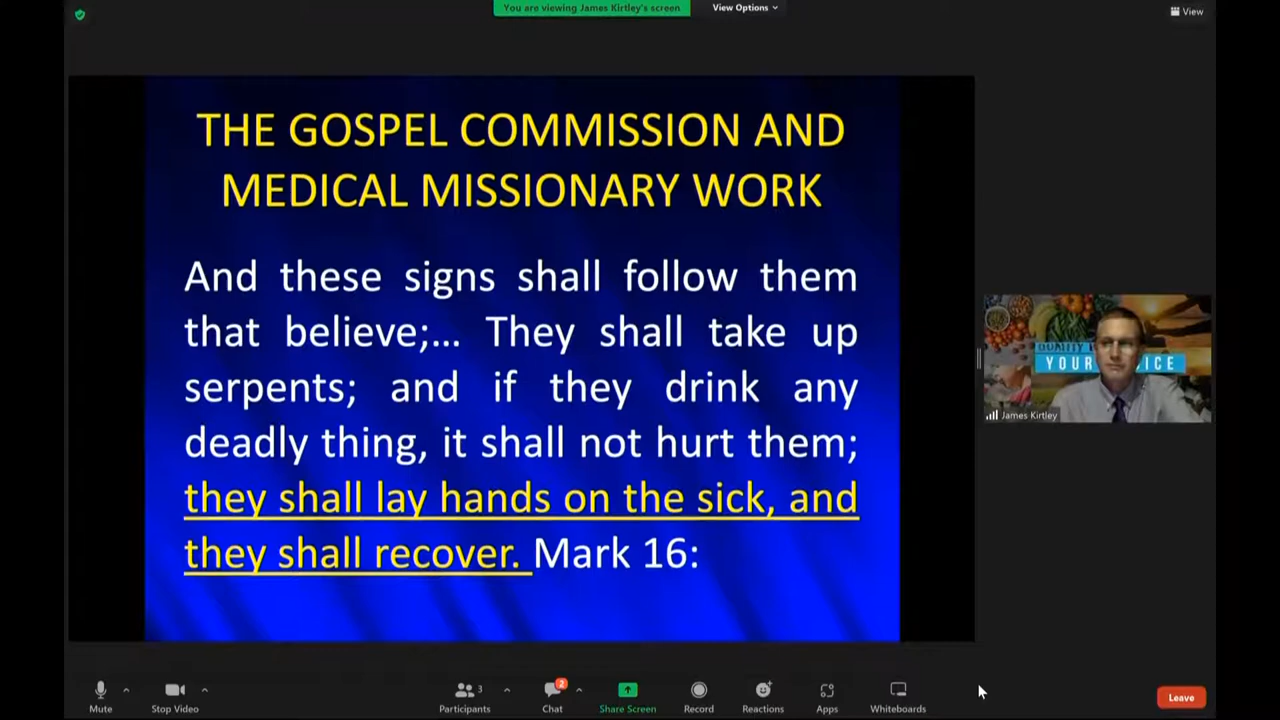 You are viewing James Kirtley's screen View Options
View
THE GOSPEL COMMISSION AND
MEDICAL MISSIONARY WORK
And these signs shall follow them
that believe;... They shall take up
serpents; and if they drink any
deadly thing, it shall not hurt them;
they shall lay hands on the sick, and
they shall recover. Mark 16:
YOUR
James Kirtley
3
2
Mute
Stop Video
Participants
Chat
Share Screen
Record
Reactions
Apps
Whiteboards
Leave